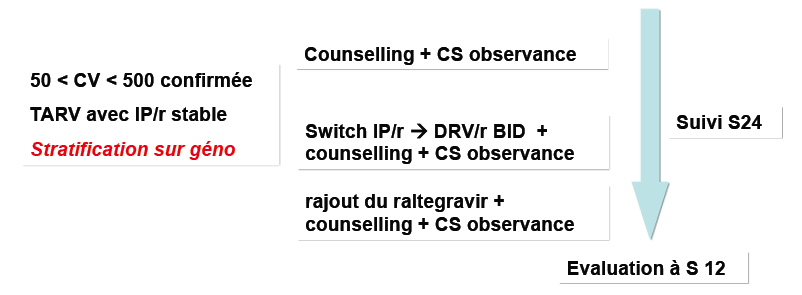 50 < CV < 500 confirmée
TARV avec IP/r stable
Stratification sur géno
Counselling + CS observance
Switch IP/r → DRV/r BID +
counselling + CS observance
rajout du raltegravir +
counselling + CS observance
Suivi S24
Evaluation à S 12